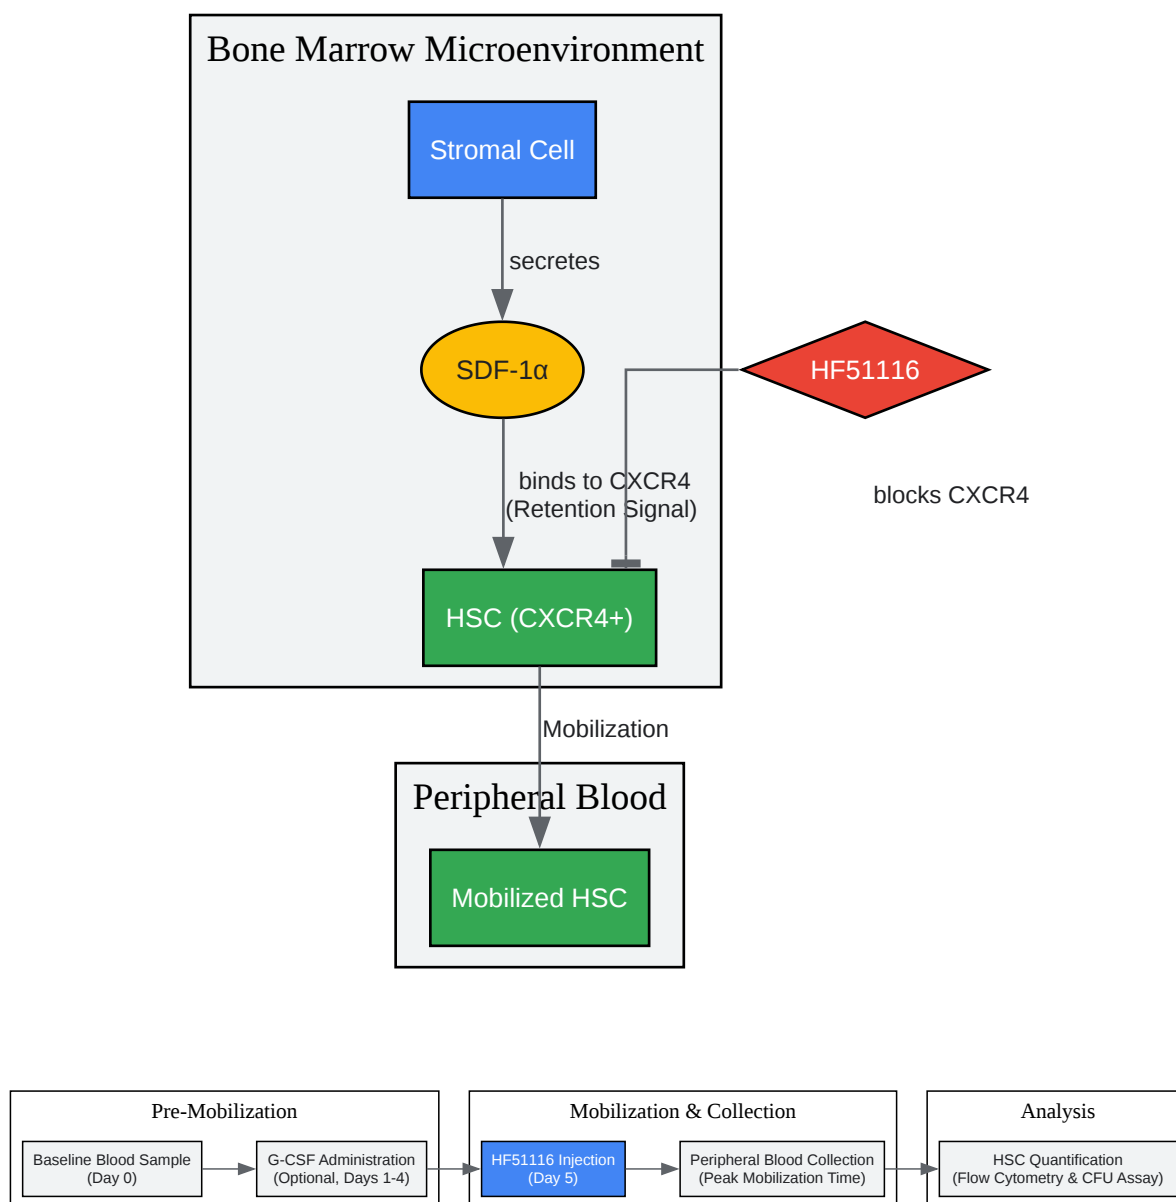 Bone Marrow Microenvironment
Stromal Cell
secretes
SDF-1α
HF51116
binds to CXCR4
(Retention Signal)
blocks CXCR4
HSC (CXCR4+)
Mobilization
Peripheral Blood
Mobilized HSC
Pre-Mobilization
Baseline Blood Sample
(Day 0)
G-CSF Administration
(Optional, Days 1-4)
Mobilization & Collection
HF51116 Injection
(Day 5)
Peripheral Blood Collection
(Peak Mobilization Time)
Analysis
HSC Quantification
(Flow Cytometry & CFU Assay)